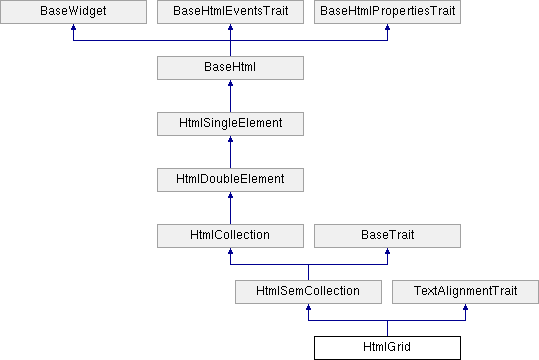 BaseWidget BaseHtmlEventsTrait BaseHtmlPropertiesTrait
BaseHtml
HtmlSingleElement
HtmlDoubleElement
HtmlCollection BaseTrait
HtmlSemCollection TextAlignmentTrait
HtmlGrid